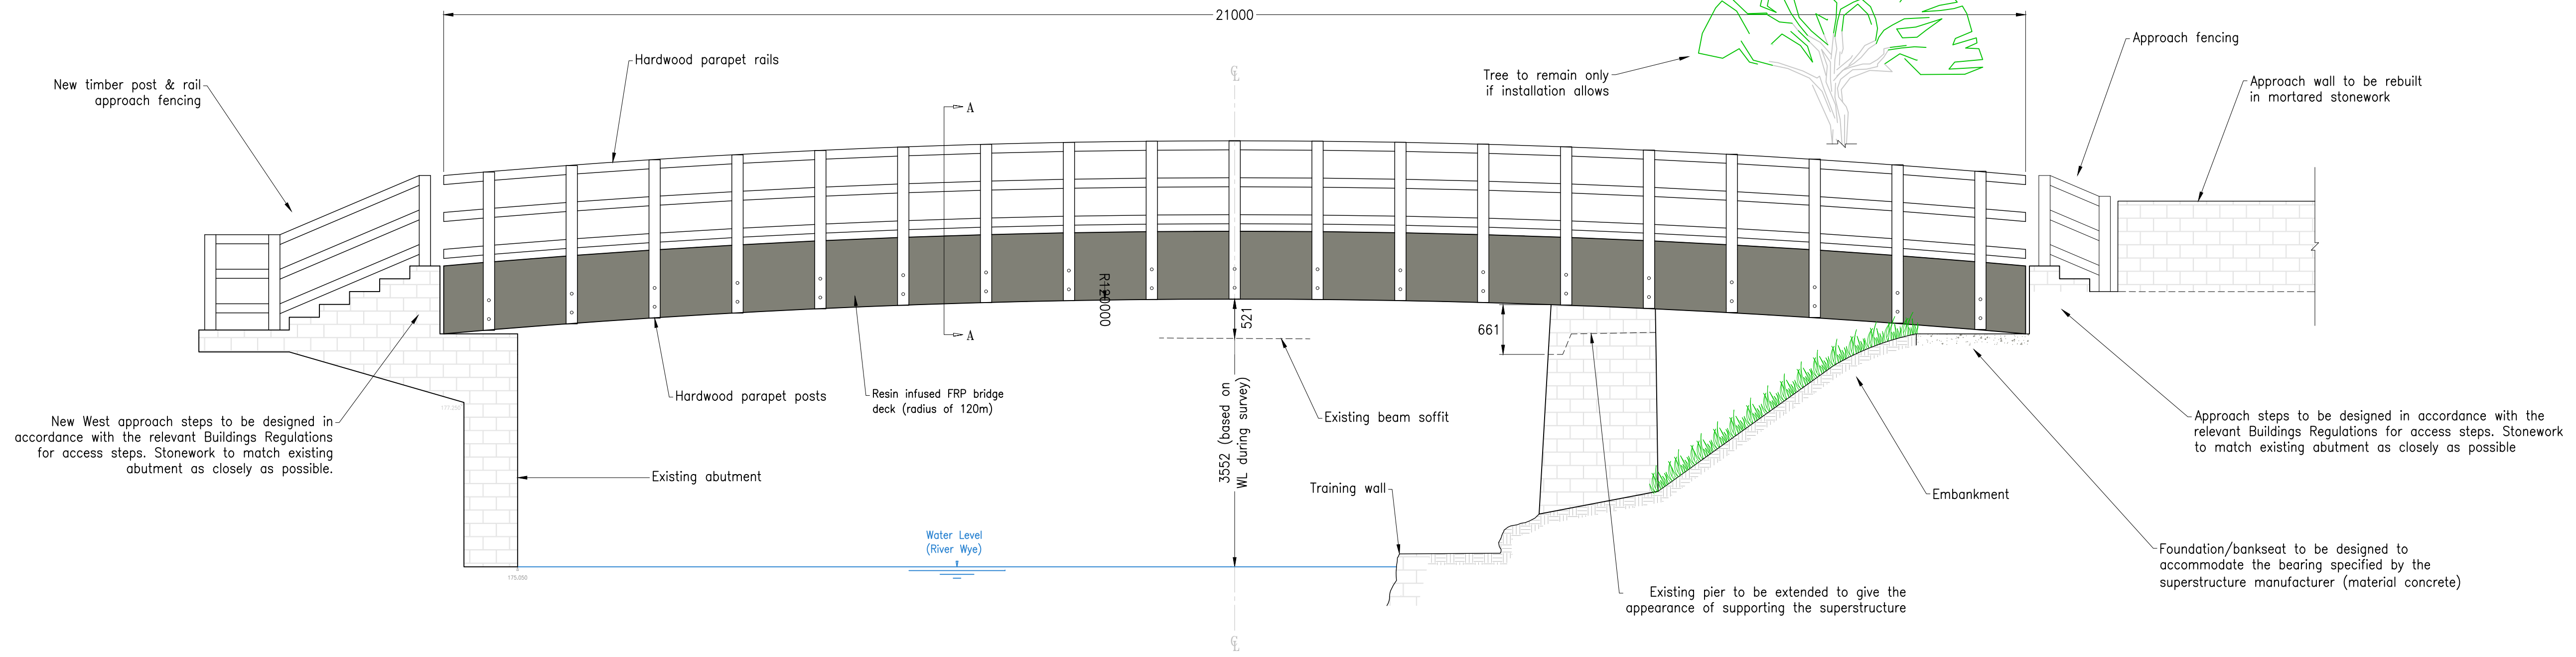 21000
Hardwood parapet rails
New timber post & rail
approach fencing
Tree to remain only
if installation allows
Approach fencing
Approach wall to be rebuilt
in mortared stonework
℄
A
A
R120000
521
661
3552 (based on
WL during survey)
Hardwood parapet posts
Resin infused FRP bridge
deck (radius of 120m)
Existing beam soffit
177.250
New West approach steps to be designed in
accordance with the relevant Buildings Regulations
for access steps. Stonework to match existing
abutment as closely as possible.
Existing abutment
Training wall
Approach steps to be designed in accordance with the
relevant Buildings Regulations for access steps. Stonework
to match existing abutment as closely as possible
Embankment
Water Level
(River Wye)
175.050
Foundation/bankseat to be designed to
accommodate the bearing specified by the
superstructure manufacturer (material concrete)
Existing pier to be extended to give the
appearance of supporting the superstructure
℄